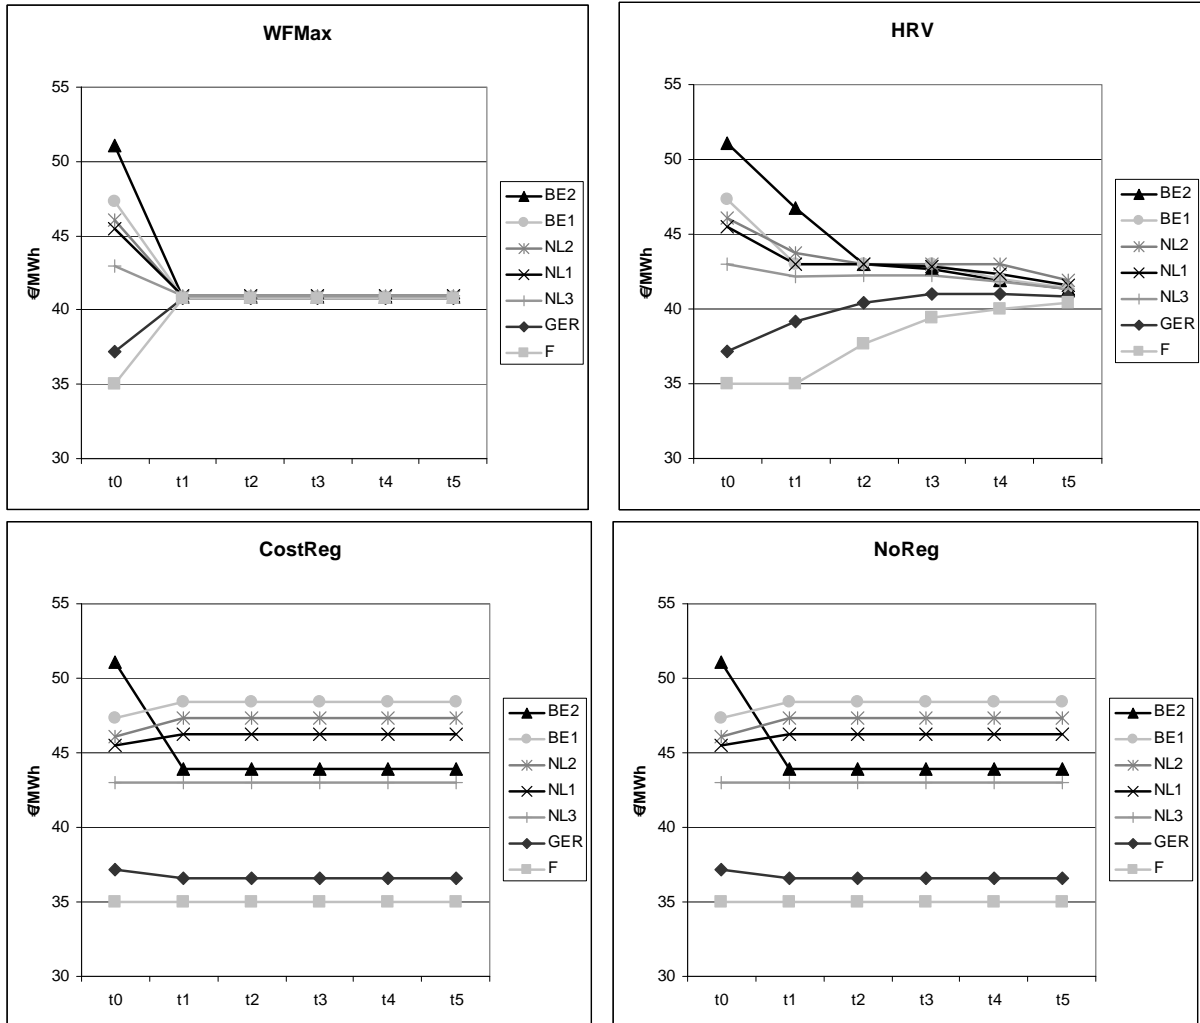 WFMax
55
50
45
40
35
30
€/MWh
t0 t1 t2 t3 t4 t5
BE2
BE1
NL2
NL1
NL3
GER
F
HRV
55
50
45
40
35
30
€/MWh
t0 t1 t2 t3 t4 t5
BE2
BE1
NL2
NL1
NL3
GER
F
CostReg
55
50
45
40
35
30
€/MWh
t0 t1 t2 t3 t4 t5
BE2
BE1
NL2
NL1
NL3
GER
F
NoReg
55
50
45
40
35
30
€/MWh
t0 t1 t2 t3 t4 t5
BE2
BE1
NL2
NL1
NL3
GER
F